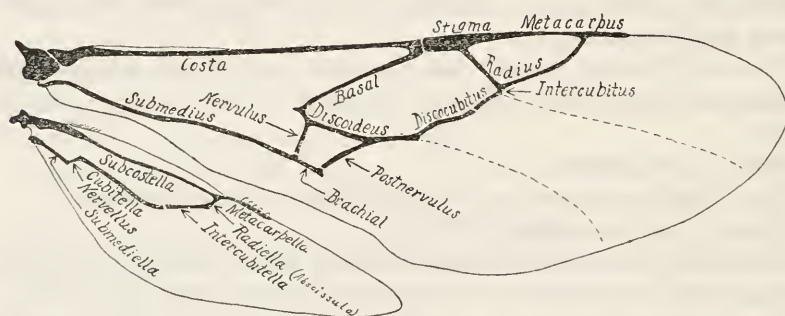 Stigma
Metacarpus
Costa
Radius
Basal
Intercubitus
Nervulus
Discoideus
Discocubitus
Submedius
Postnervulus
Brachial
Subcostella
Cubitella
Nervellus
Submediella
Metacarpella
Radiella (Abscissula)
Intercubitella